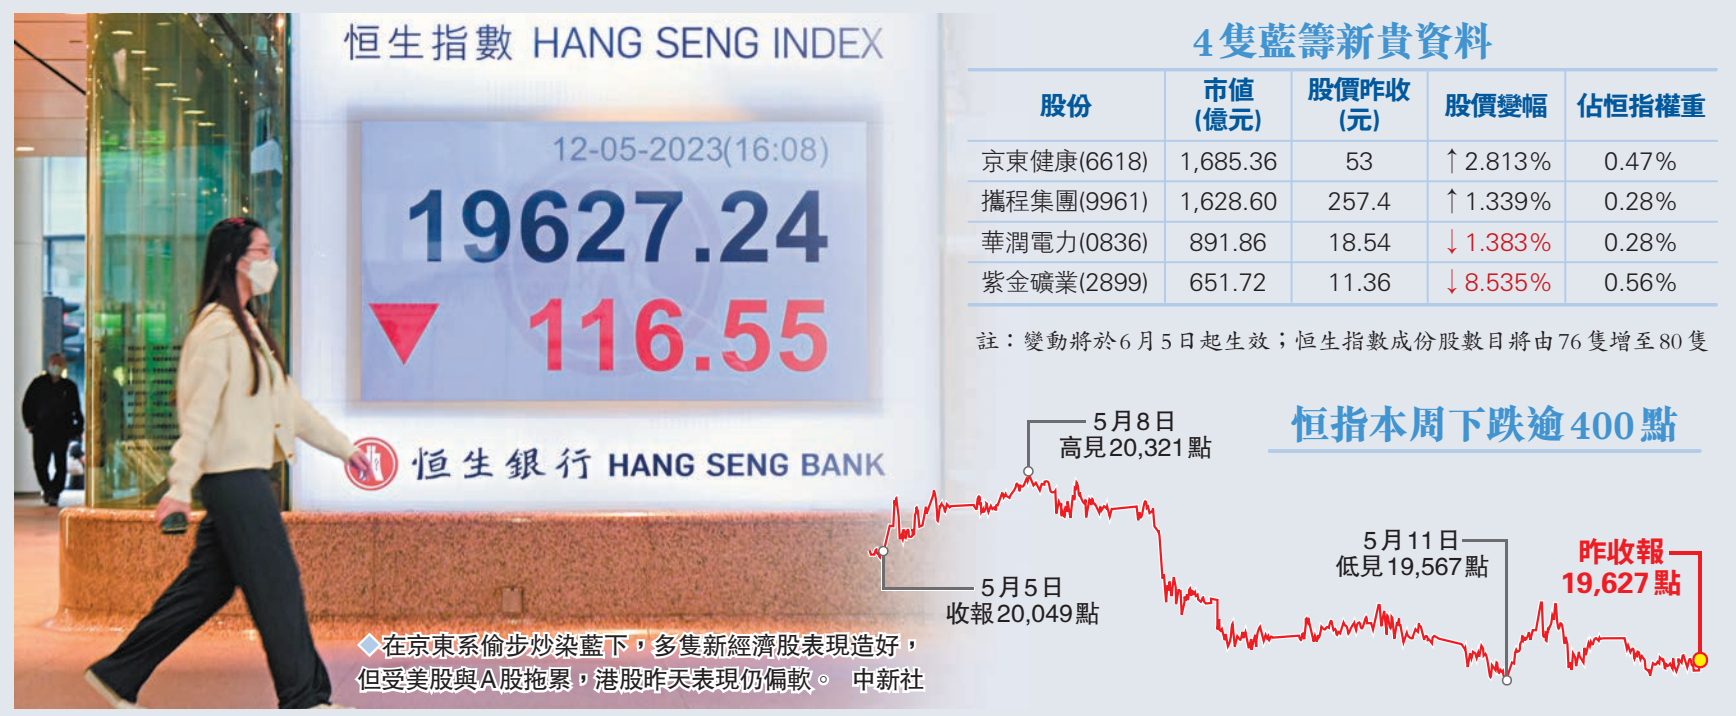 恒生指數 HANG SENG INDEX
12-05-2023(16:08)
19627.24
▼ 116.55
恒生銀行 HANG SENG BANK
◆在京東系偷步炒染藍下，多隻新經濟股表現造好，
但受美股與A股拖累，港股昨天表現仍偏軟。 中新社
4隻藍籌新貴資料
股份 市值(億元) 股價昨收(元) 股價變幅 佔恒指權重
京東健康(6618) 1,685.36 53 ↑2.813% 0.47%
攜程集團(9961) 1,628.60 257.4 ↑1.339% 0.28%
華潤電力(0836) 891.86 18.54 ↓1.383% 0.28%
紫金礦業(2899) 651.72 11.36 ↓8.535% 0.56%
註：變動將於6月5日起生效；恒生指數成份股數目將由76隻增至80隻
恒指本周下跌逾400點
5月8日
高見20,321點
5月5日
收報20,049點
5月11日
低見19,567點
昨收報
19,627點